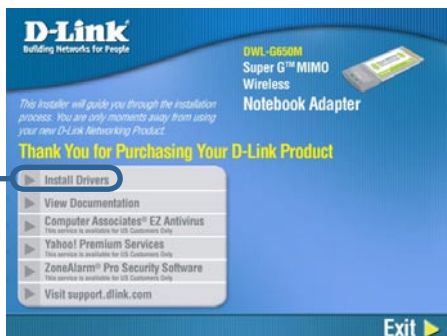 D-Link
Building Networks for People
DWL-G650M
Super G™ MIMO
Wireless
Notebook Adapter
This Installer will guide you through the installation
process. You are only moments away from using
your new D-Link Networking Product.
Thank You for Purchasing Your D-Link Product
Install Drivers
View Documentation
Computer Associates® EZ Antivirus
This service is available for US Customers Only
Yahoo! Premium Services
This service is available for US Customers Only
ZoneAlarm® Pro Security Software
This service is available for US Customers Only
Visit support.dlink.com
Exit